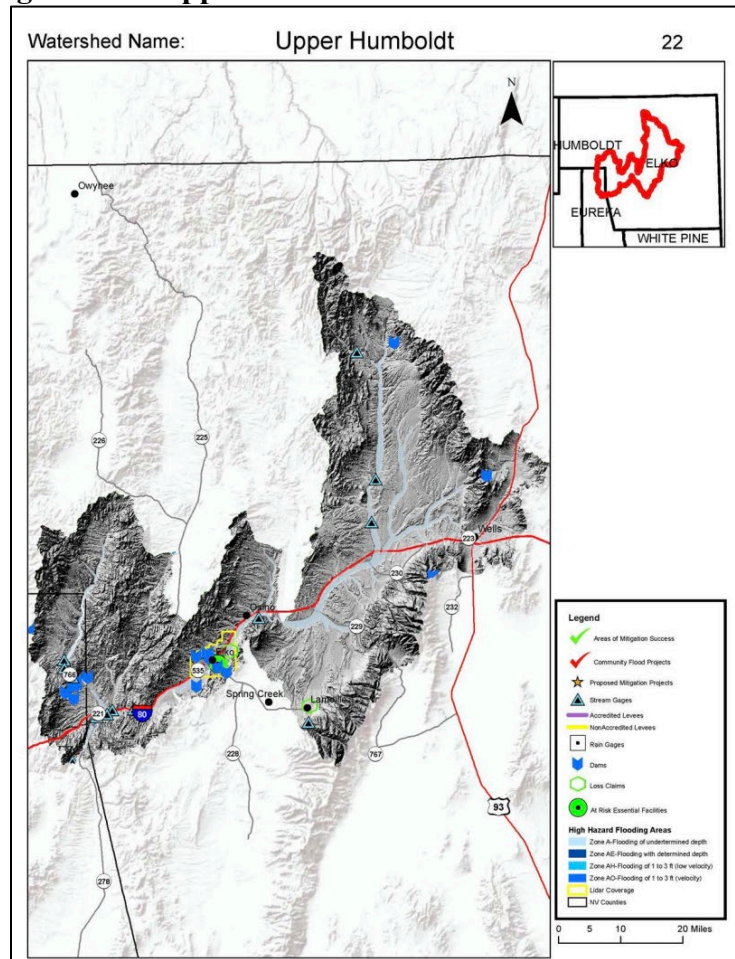 Watershed Name: Upper Humboldt 22
N
HUMBOLDT
ELKO
EUREKA
WHITE PINE
Owyhee
226
225
Wells
223
230
232
229
Osino
Elko
535
766
Spring Creek
Lamoille
221
80
228
767
93
278
Legend
Areas of Mitigation Success
Community Flood Projects
Proposed Mitigation Projects
Stream Gages
Accredited Levees
NonAccredited Levees
Rain Gages
Dams
Loss Claims
At Risk Essential Facilities
High Hazard Flooding Areas
Zone A-Flooding of undertermined depth
Zone AE-Flooding with determined depth
Zone AH-Flooding of 1 to 3 ft (low velocity)
Zone AO-Flooding of 1 to 3 ft (velocity)
Lidar Coverage
NV Counties
0 5 10 20 Miles